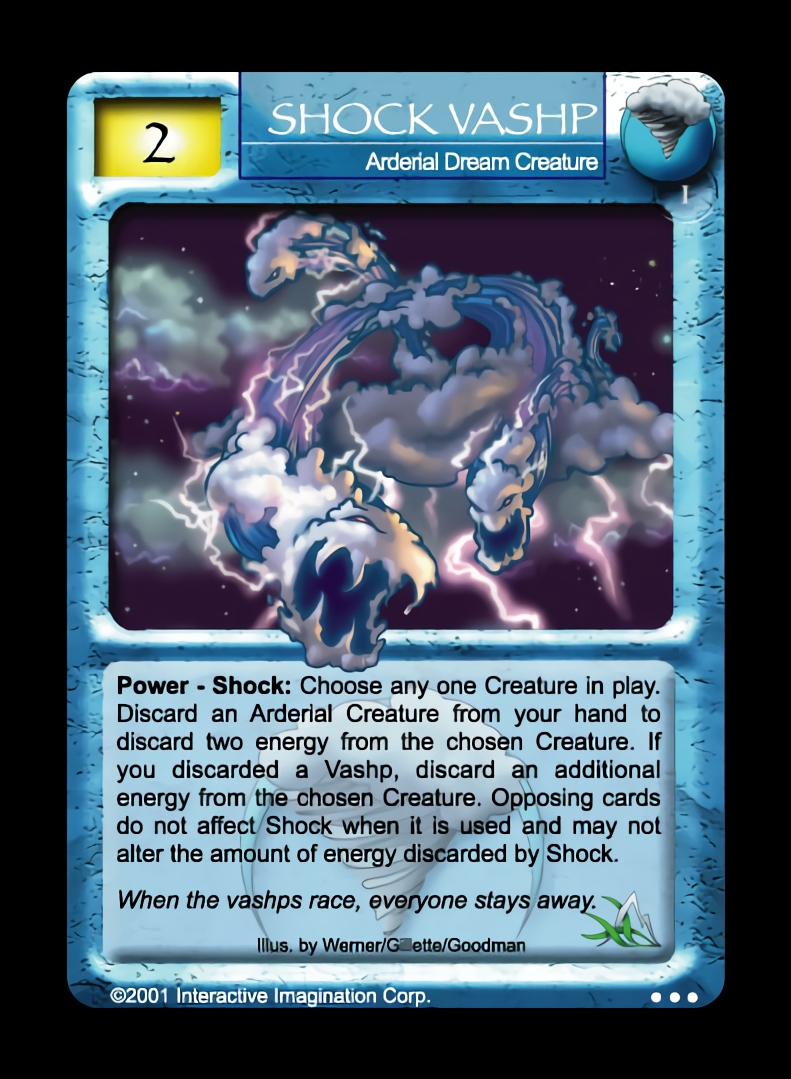 2
SHOCK VASHP
Arderial Dream Creature
1
Power - Shock: Choose any one Creature in play.
Discard an Arderial Creature from your hand to
discard two energy from the chosen Creature. If
you discarded a Vashp, discard an additional
energy from the chosen Creature. Opposing cards
do not affect Shock when it is used and may not
alter the amount of energy discarded by Shock.
When the vashps race, everyone stays away.
Illus. by
©2001 Interactive Imagination Corp.